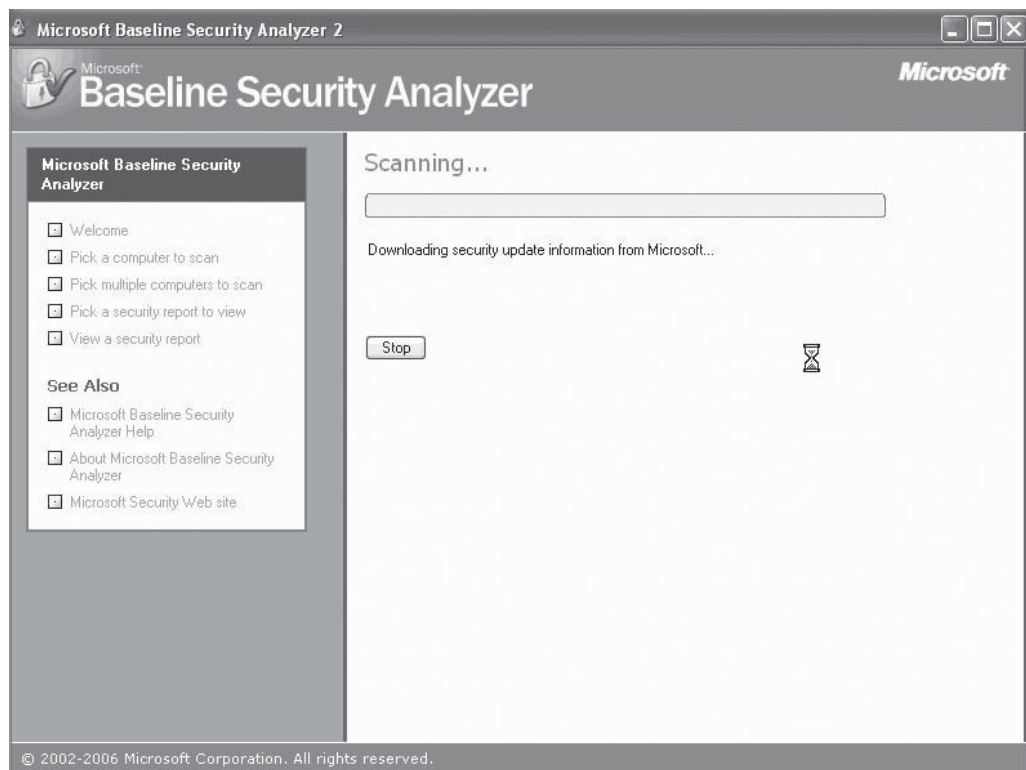 Microsoft Baseline Security Analyzer 2
Microsoft
Baseline Security Analyzer
Microsoft
Microsoft Baseline Security
Analyzer
Welcome
Pick a computer to scan
Pick multiple computers to scan
Pick a security report to view
View a security report
See Also
Microsoft Baseline Security
Analyzer Help
About Microsoft Baseline Security
Analyzer
Microsoft Security Web site
Scanning...
Downloading security update information from Microsoft...
Stop
© 2002-2006 Microsoft Corporation. All rights reserved.